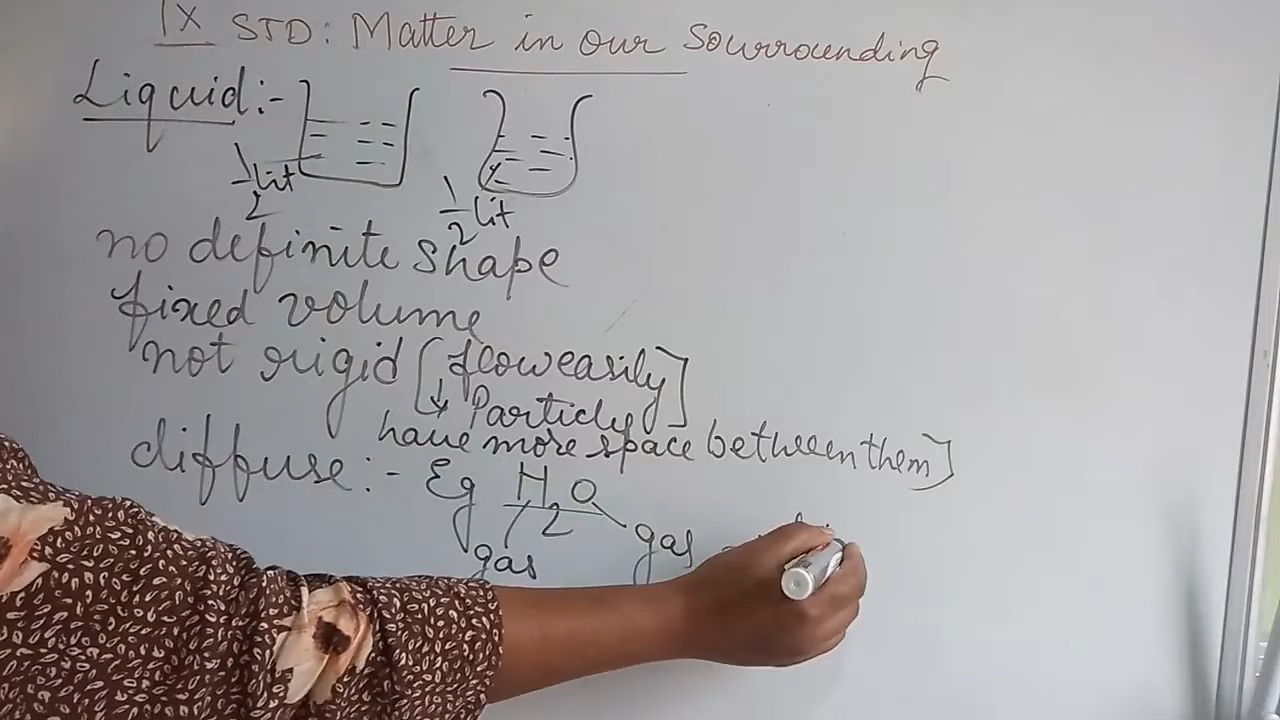 IX STD: Matter in our Sourrounding
Liquid:-
1/2 lit
1/2 lit
no definite shape
fixed volume
not rigid [flow easily]
↓ Particles]
have more space between them]
diffuse:- Eg H2O
gas
gas